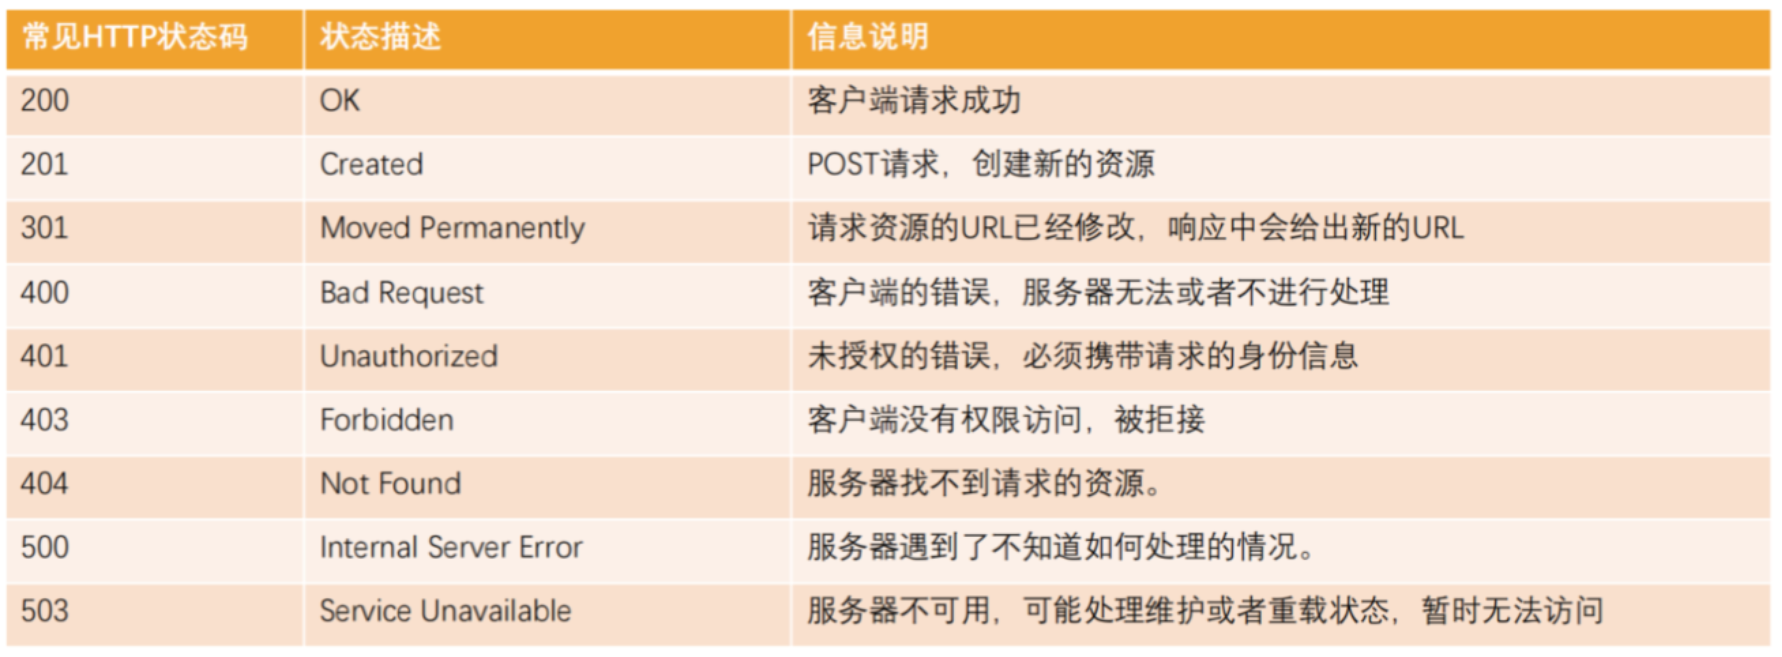 常见HTTP状态码 状态描述 信息说明
200 OK 客户端请求成功
201 Created POST请求，创建新的资源
301 Moved Permanently 请求资源的URL已经修改，响应中会给出新的URL
400 Bad Request 客户端的错误，服务器无法或者不进行处理
401 Unauthorized 未授权的错误，必须携带请求的身份信息
403 Forbidden 客户端没有权限访问，被拒接
404 Not Found 服务器找不到请求的资源。
500 Internal Server Error 服务器遇到了不知道如何处理的情况。
503 Service Unavailable 服务器不可用，可能处理维护或者重载状态，暂时无法访问